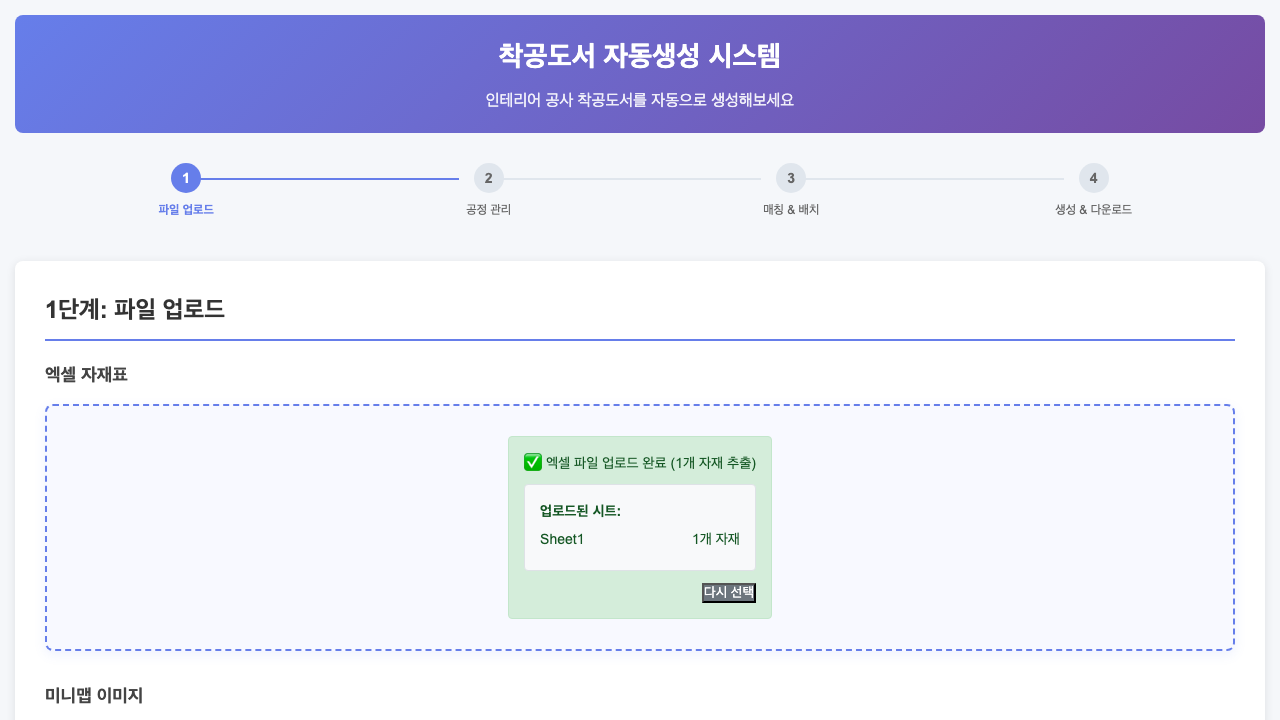 착공도서 자동생성 시스템
인테리어 공사 착공도서를 자동으로 생성해보세요
1
2
3
4
파일 업로드
공정 관리
매칭 & 배치
생성 & 다운로드
1단계: 파일 업로드
엑셀 자재표
✅ 엑셀 파일 업로드 완료 (1개 자재 추출)
업로드된 시트:
Sheet1 1개 자재
다시 선택
미니맵 이미지